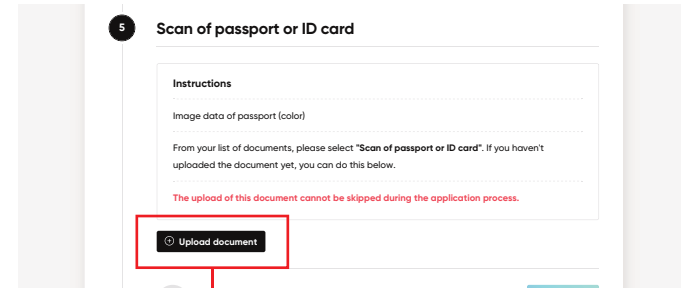 5
Scan of passport or ID card
Instructions
Image data of passport (color)
From your list of documents, please select "Scan of passport or ID card". If you haven't
uploaded the document yet, you can do this below.
The upload of this document cannot be skipped during the application process.
Upload document